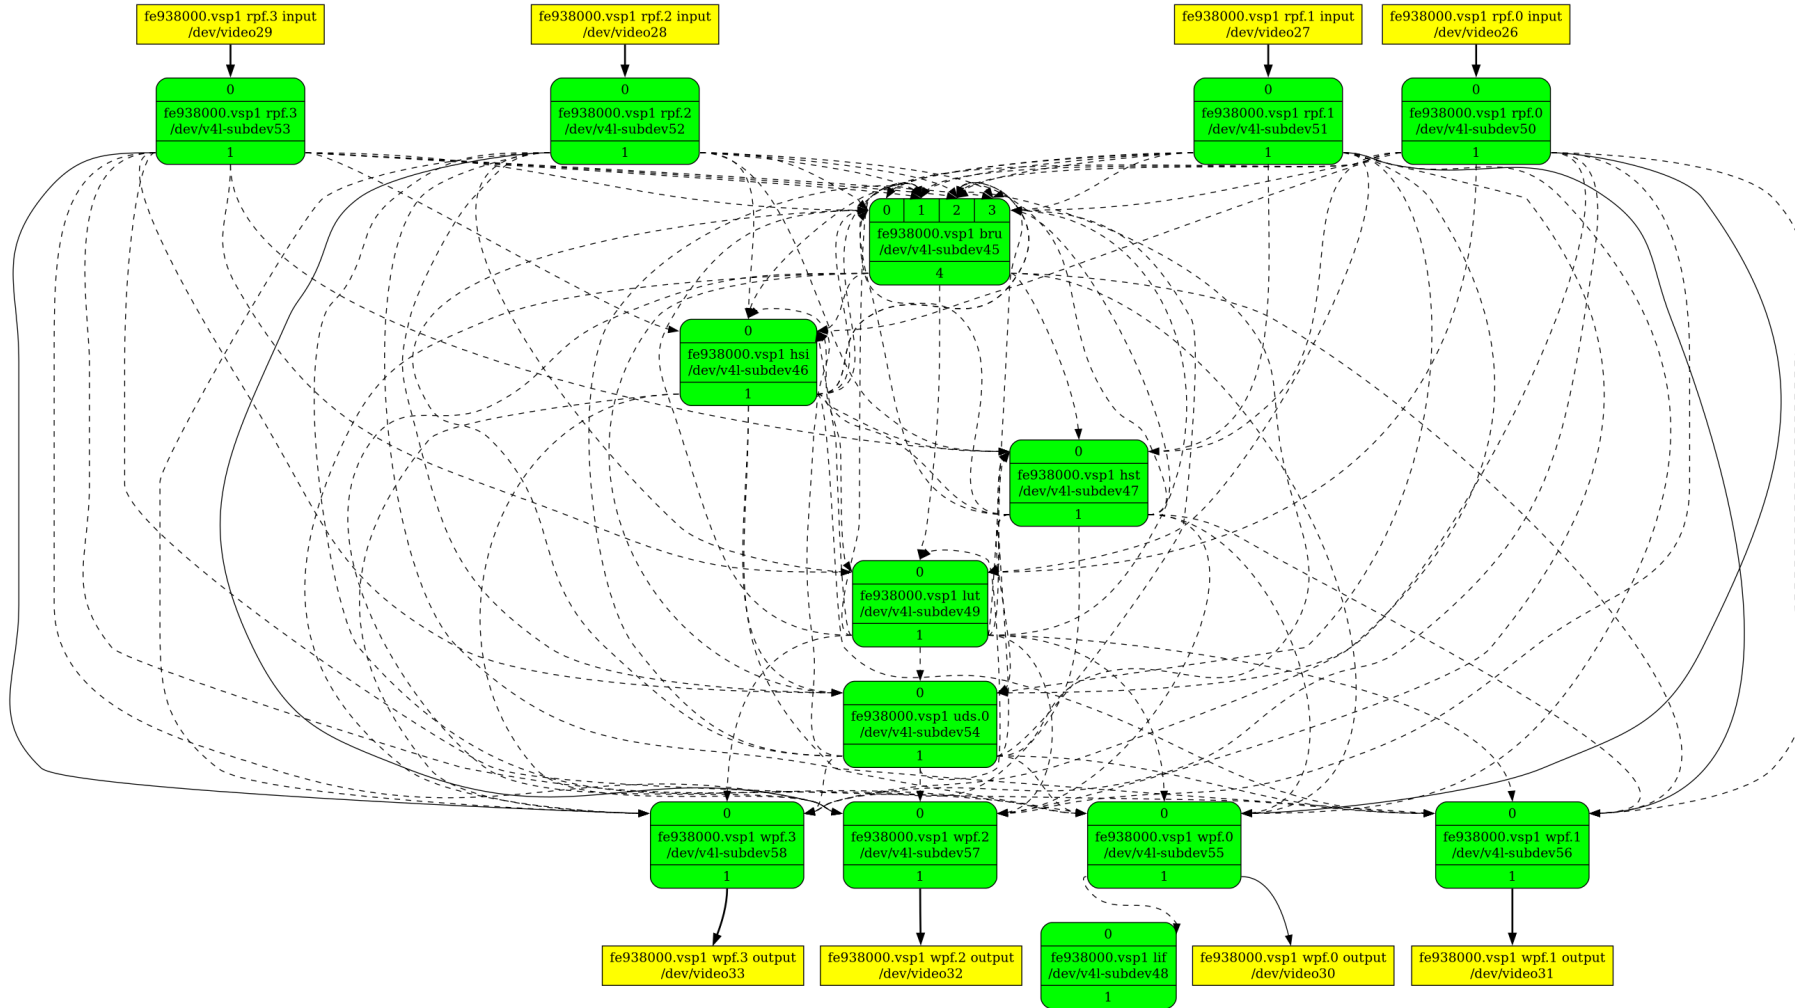 fe938000.vsp1 rpf.3 input
/dev/video29
fe938000.vsp1 rpf.2 input
/dev/video28
fe938000.vsp1 rpf.1 input
/dev/video27
fe938000.vsp1 rpf.0 input
/dev/video26
0
fe938000.vsp1 rpf.3
/dev/v4l-subdev53
1
0
fe938000.vsp1 rpf.2
/dev/v4l-subdev52
1
0
fe938000.vsp1 rpf.1
/dev/v4l-subdev51
1
0
fe938000.vsp1 rpf.0
/dev/v4l-subdev50
1
0 1 2 3
fe938000.vsp1 bru
/dev/v4l-subdev45
4
0
fe938000.vsp1 hsi
/dev/v4l-subdev46
1
0
fe938000.vsp1 hst
/dev/v4l-subdev47
1
0
fe938000.vsp1 lut
/dev/v4l-subdev49
1
0
fe938000.vsp1 uds.0
/dev/v4l-subdev54
1
0
fe938000.vsp1 wpf.3
/dev/v4l-subdev58
1
0
fe938000.vsp1 wpf.2
/dev/v4l-subdev57
1
0
fe938000.vsp1 wpf.0
/dev/v4l-subdev55
1
0
fe938000.vsp1 wpf.1
/dev/v4l-subdev56
1
fe938000.vsp1 wpf.3 output
/dev/video33
fe938000.vsp1 wpf.2 output
/dev/video32
0
fe938000.vsp1 lif
/dev/v4l-subdev48
1
fe938000.vsp1 wpf.0 output
/dev/video30
fe938000.vsp1 wpf.1 output
/dev/video31